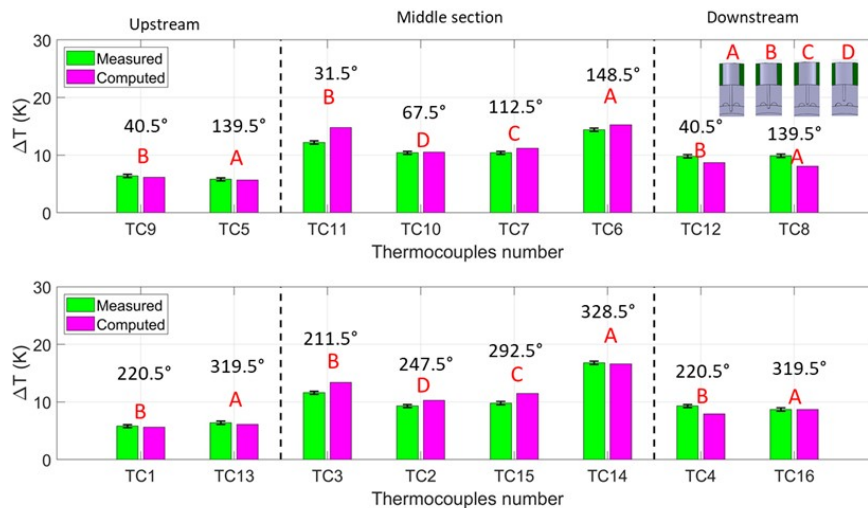 Upstream Middle section Downstream
30
20
10
0
ΔT (K)
Measured
Computed
A B C D
40.5° 139.5° 31.5° 67.5° 112.5° 148.5° 40.5° 139.5°
B A B D C A B A
TC9 TC5 TC11 TC10 TC7 TC6 TC12 TC8
Thermocouples number
30
20
10
0
ΔT (K)
Measured
Computed
220.5° 319.5° 211.5° 247.5° 292.5° 328.5° 220.5° 319.5°
B A B D C A B A
TC1 TC13 TC3 TC2 TC15 TC14 TC4 TC16
Thermocouples number